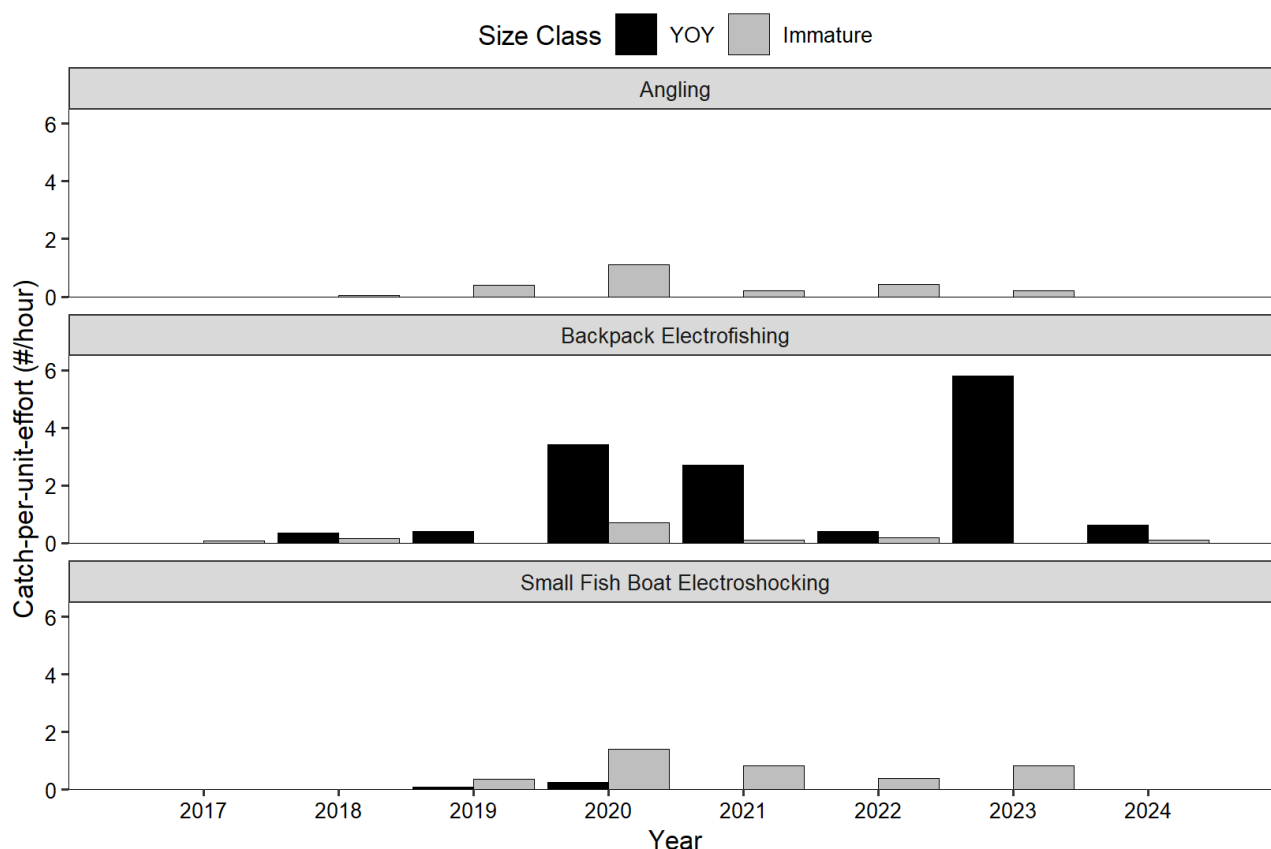 Size Class YOY Immature
Angling
6
4
2
0
Backpack Electrofishing
6
4
2
0
Small Fish Boat Electroshocking
6
4
2
0
Catch-per-unit-effort (#/hour)
2017 2018 2019 2020 2021 2022 2023 2024
Year